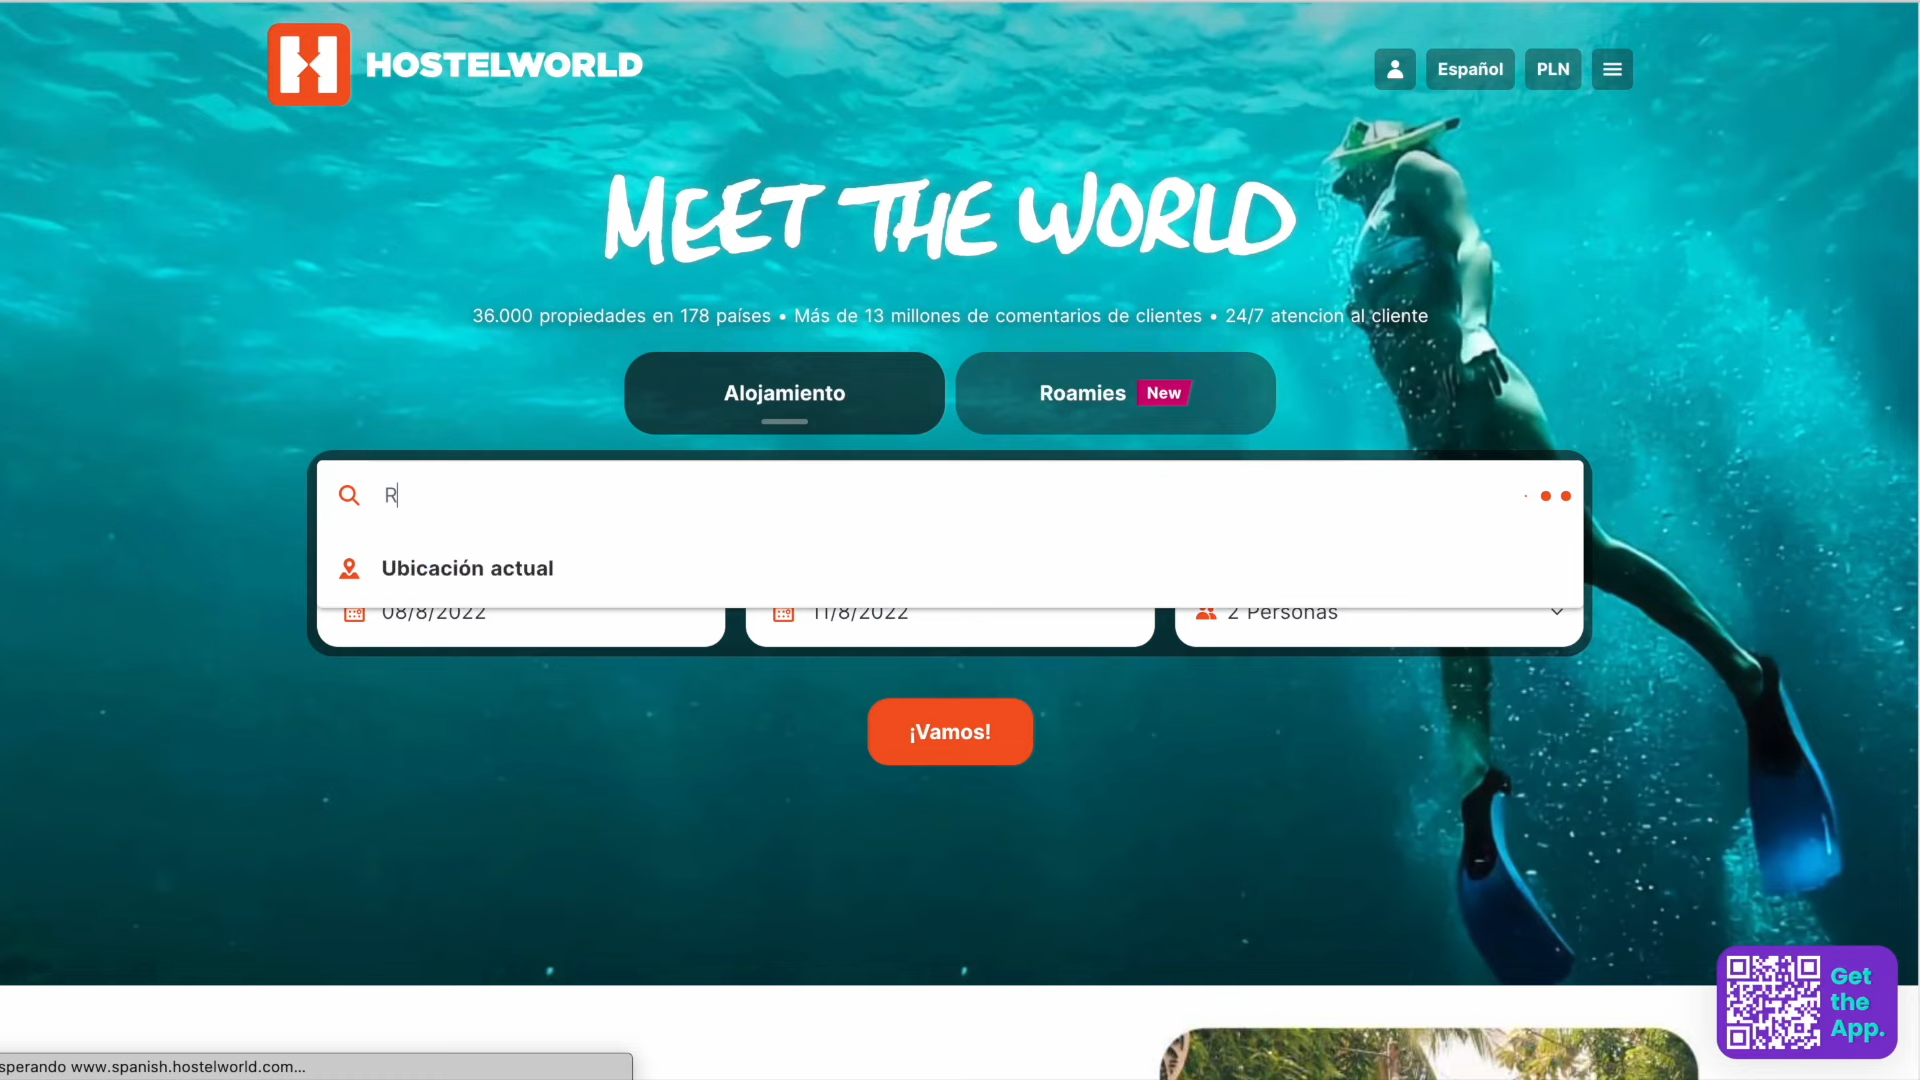 HOSTELWORLD
Español
PLN
MEET THE WORLD
36.000 propiedades en 178 países • Más de 13 millones de comentarios de clientes • 24/7 atencion al cliente
Alojamiento
Roamies New
R
Ubicación actual
08/8/2022
11/8/2022
2 Personas
¡Vamos!
Get
the
App.
sperando www.spanish.hostelworld.com...